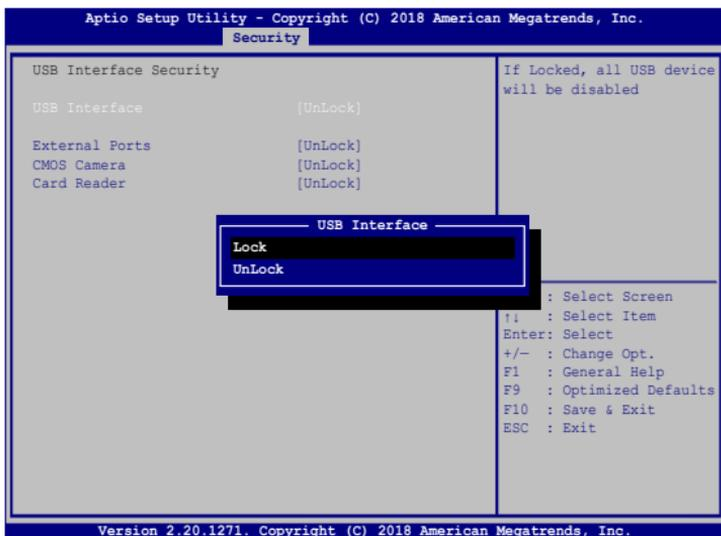 Aptio Setup Utility - Copyright (C) 2018 American Megatrends, Inc.
Security
USB Interface Security
USB Interface [UnLock]
External Ports [UnLock]
CMOS Camera [UnLock]
Card Reader [UnLock]
If Locked, all USB device
will be disabled
USB Interface
Lock
UnLock
: Select Screen
↑↓ : Select Item
Enter: Select
+/— : Change Opt.
F1 : General Help
F9 : Optimized Defaults
F10 : Save & Exit
ESC : Exit
Version 2.20.1271. Copyright (C) 2018 American Megatrends, Inc.